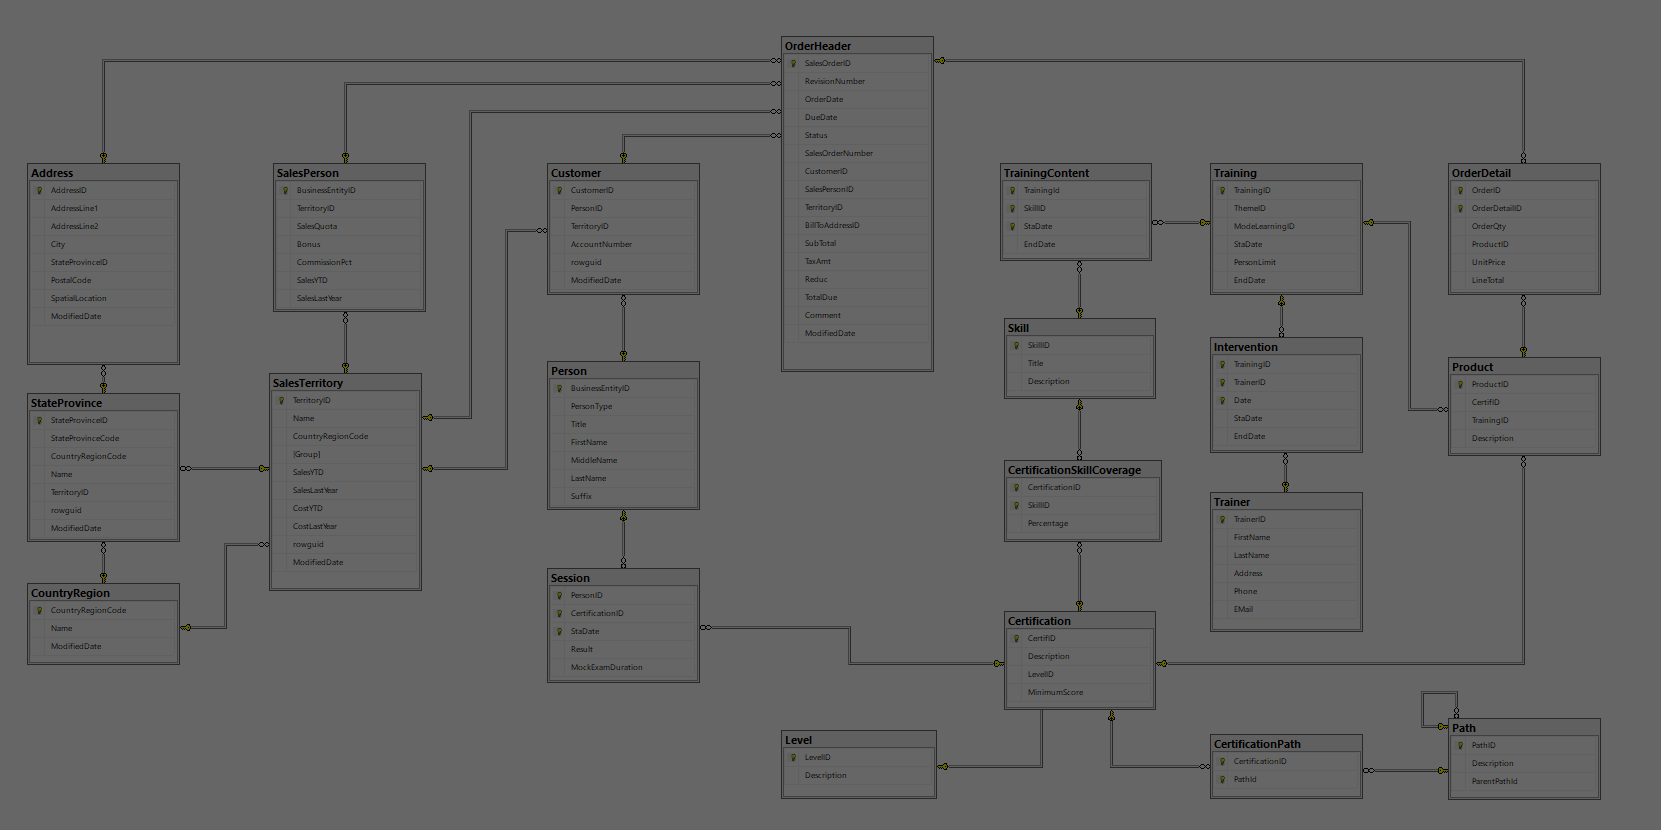 OrderHeader
SalesOrderID
RevisionNumber
OrderDate
DueDate
Status
SalesOrderNumber
CustomerID
SalesPersonID
TerritoryID
BillToAddressID
SubTotal
TaxAmt
Reduc
TotalDue
Comment
ModifiedDate
Address
AddressID
AddressLine1
AddressLine2
City
StateProvinceID
PostalCode
SpatialLocation
ModifiedDate
SalesPerson
BusinessEntityID
TerritoryID
SalesQuota
Bonus
CommissionPct
SalesYTD
SalesLastYear
Customer
CustomerID
PersonID
TerritoryID
AccountNumber
rowguid
ModifiedDate
TrainingContent
TrainingId
SkillID
StaDate
EndDate
Training
TrainingID
ThemeID
ModeLearningID
StaDate
PersonLimit
EndDate
OrderDetail
OrderID
OrderDetailID
OrderQty
ProductID
UnitPrice
LineTotal
Skill
SkillID
Title
Description
Intervention
TrainingID
TrainerID
Date
StaDate
EndDate
Product
ProductID
CertifID
TrainingID
Description
Person
BusinessEntityID
PersonType
Title
FirstName
MiddleName
LastName
Suffix
SalesTerritory
TerritoryID
Name
CountryRegionCode
[Group]
SalesYTD
SalesLastYear
CostYTD
CostLastYear
rowguid
ModifiedDate
StateProvince
StateProvinceID
StateProvinceCode
CountryRegionCode
Name
TerritoryID
rowguid
ModifiedDate
CertificationSkillCoverage
CertificationID
SkillID
Percentage
Trainer
TrainerID
FirstName
LastName
Address
Phone
EMail
Session
PersonID
CertificationID
StaDate
Result
MockExamDuration
CountryRegion
CountryRegionCode
Name
ModifiedDate
Certification
CertifID
Description
LevelID
MinimumScore
Level
LevelID
Description
CertificationPath
CertificationID
PathId
Path
PathID
Description
ParentPathId